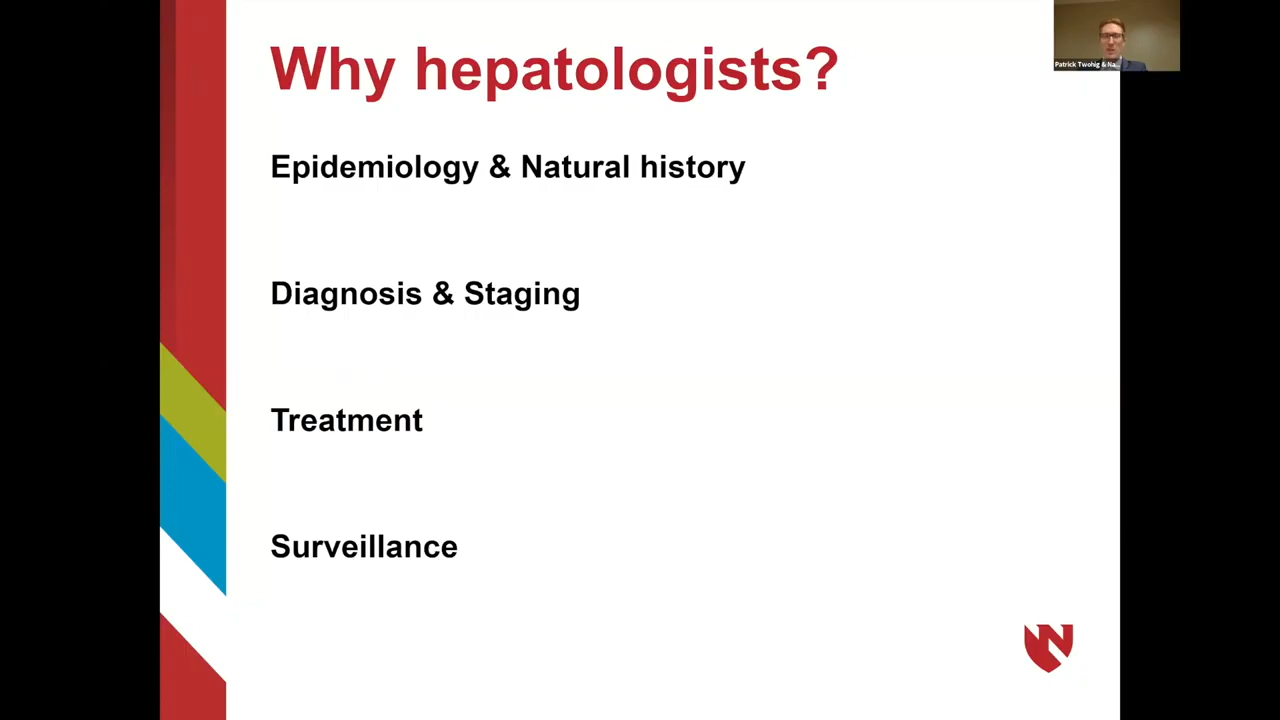 Why hepatologists?
Patrick Twohig & Na...
Epidemiology & Natural history
Diagnosis & Staging
Treatment
Surveillance